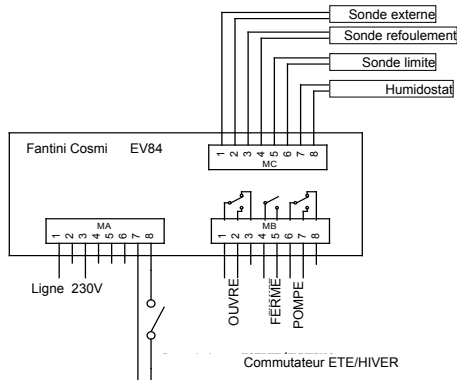 Sonde externe
Sonde refoulement
Sonde limite
Humidostat
Fantini Cosmi EV84
1 2 3 4 5 6 7 8
MC
MA
1 2 3 4 5 6 7 8
MB
1 2 3 4 5 6 7 8
Ligne 230V
OUVRE
FERME
POMPE
Commutateur ETE/HIVER